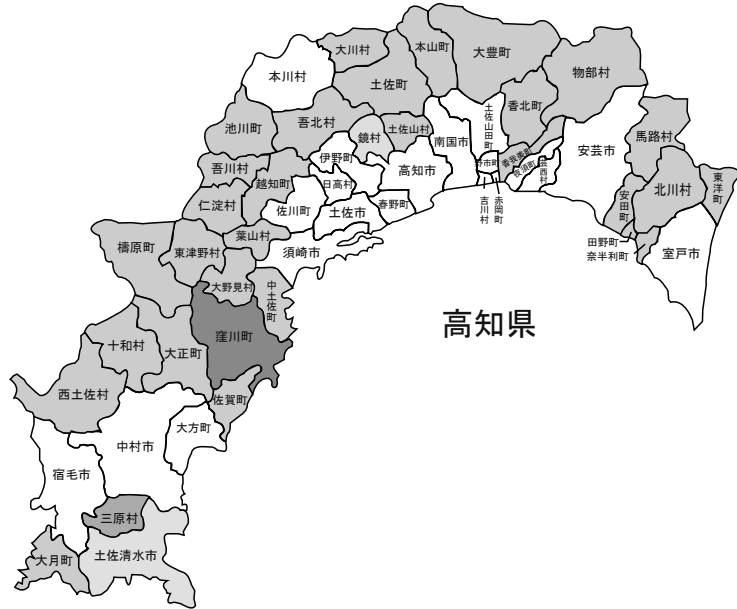 大川村
本山町
大豊町
本川村
土佐町
物部村
香北町
土佐山田町
池川町
吾北村
鏡村
土佐山村
南国市
安芸市
馬路村
伊野町
高知市
野市町
香我美町
夜須町
芸西村
吾川村
越知町
日高村
北川村
東洋町
仁淀村
佐川町
土佐市
春野町
吉川村
赤岡町
安田町
檮原町
東津野村
葉山村
須崎市
田野町
奈半利町
室戸市
大野見村
中土佐町
高知県
窪川町
十和村
大正町
西土佐村
佐賀町
大方町
中村市
宿毛市
三原村
大月町
土佐清水市